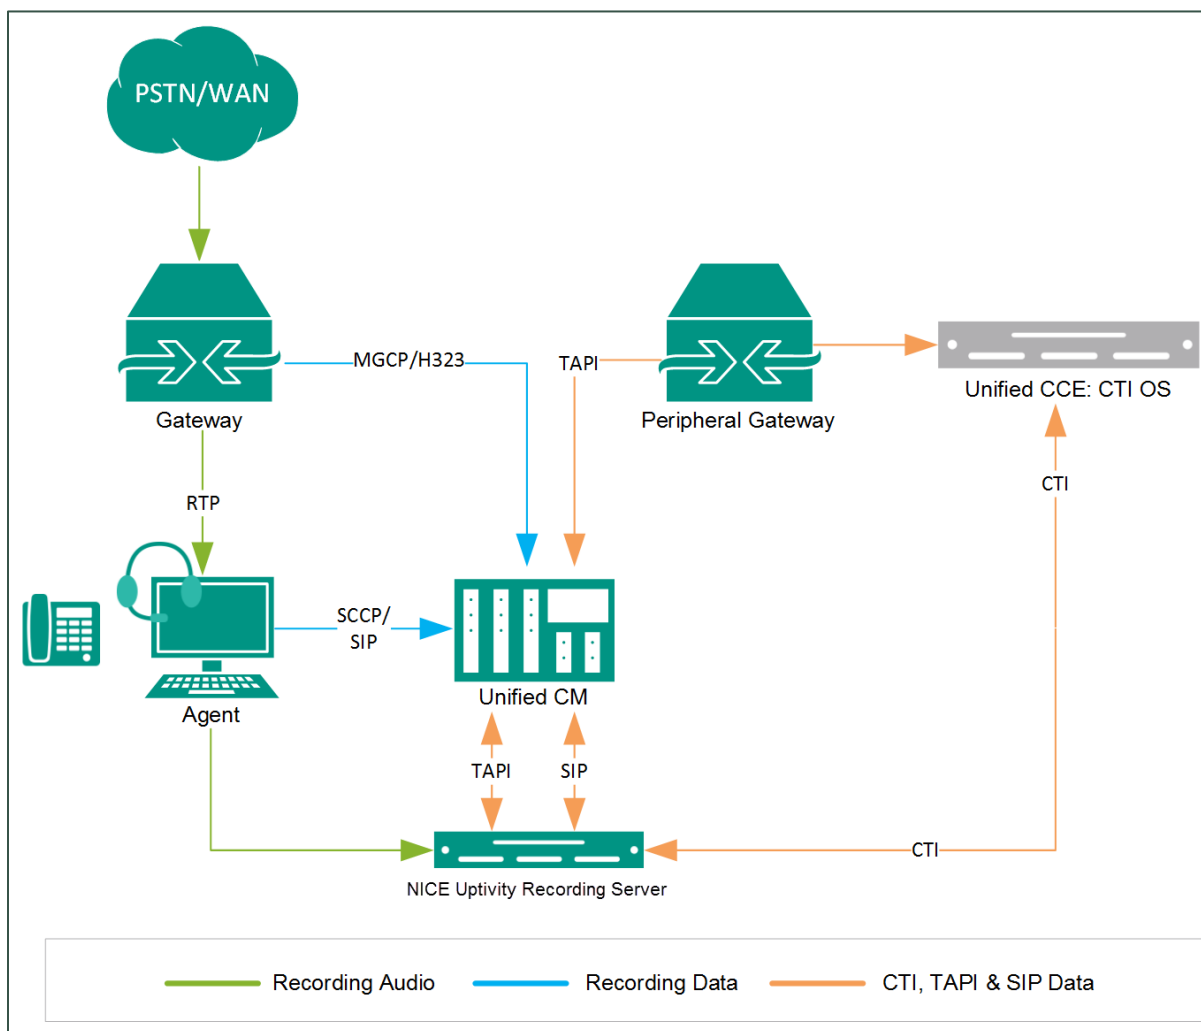 PSTN/WAN
MGCP/H323
TAPI
Gateway
Peripheral Gateway
Unified CCE: CTI OS
RTP
CTI
SCCP/
SIP
Unified CM
Agent
TAPI
SIP
CTI
NICE Uptivity Recording Server
Recording Audio
Recording Data
CTI, TAPI & SIP Data